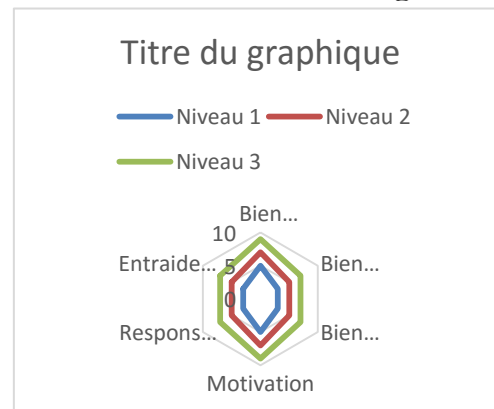 Titre du graphique
Niveau 1 Niveau 2
Niveau 3
Bien...
10
Entraide... 5 Bien...
0
Respons... Bien...
Motivation